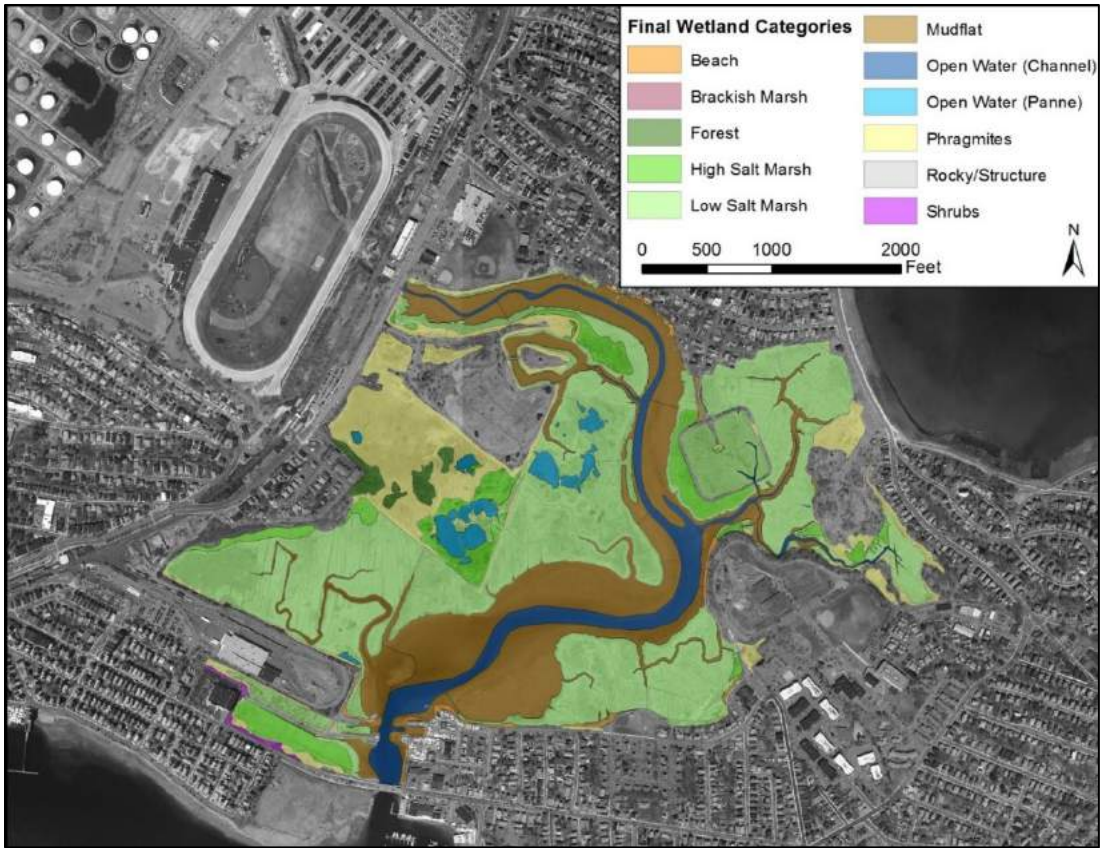 Final Wetland Categories
Beach
Brackish Marsh
Forest
High Salt Marsh
Low Salt Marsh
Mudflat
Open Water (Channel)
Open Water (Panne)
Phragmites
Rocky/Structure
Shrubs
0 500 1000 2000
Feet
N